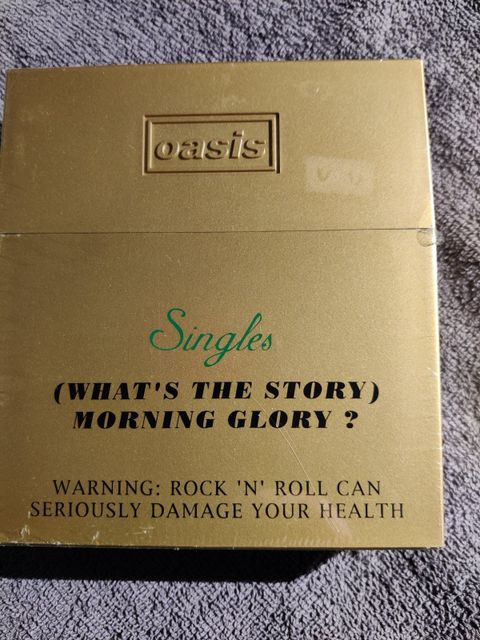 oasis
Singles
(WHAT'S THE STORY)
MORNING GLORY ?
WARNING: ROCK 'N' ROLL CAN
SERIOUSLY DAMAGE YOUR HEALTH